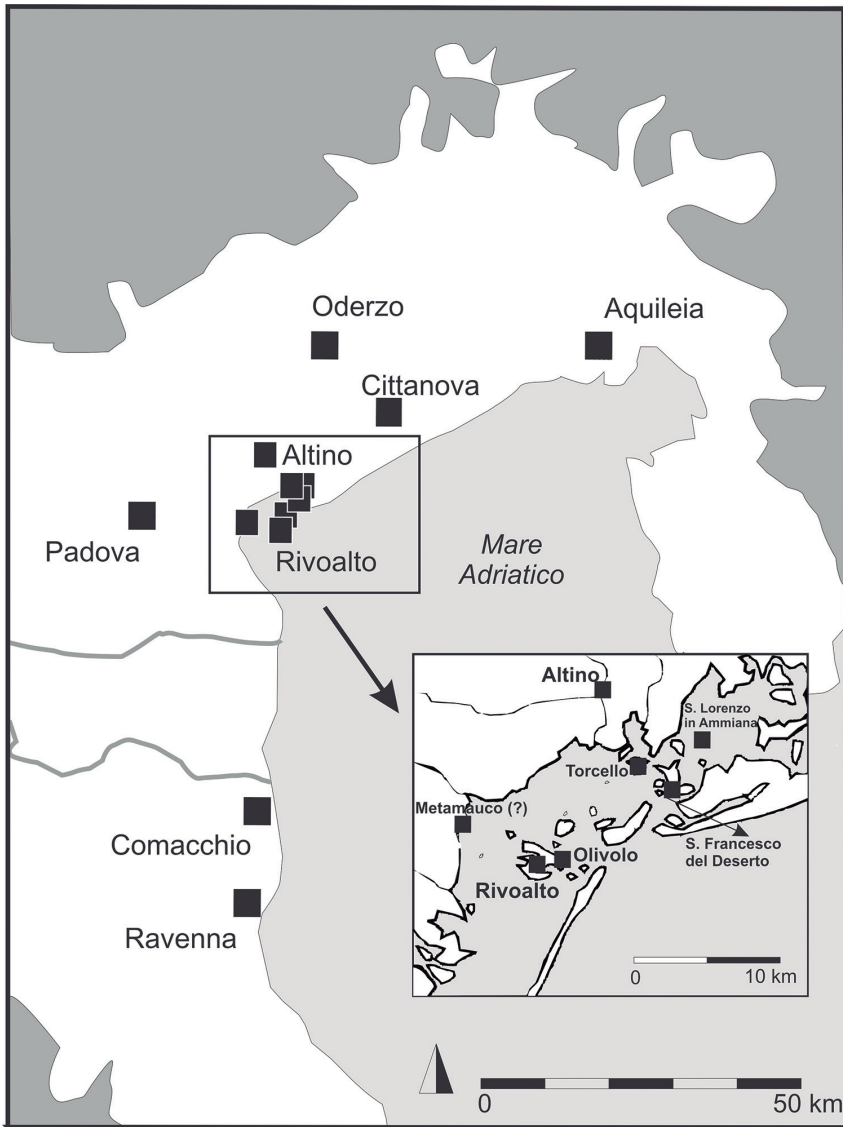 Oderzo
Aquileia
Cittanova
Altino
Padova
Rivoalto
Mare
Adriatico
Comacchio
Ravenna
Altino
S. Lorenzo
in Ammiana
Torcello
Metamauco (?)
S. Francesco
del Deserto
Olivolo
Rivoalto
0 10 km
0 50 km